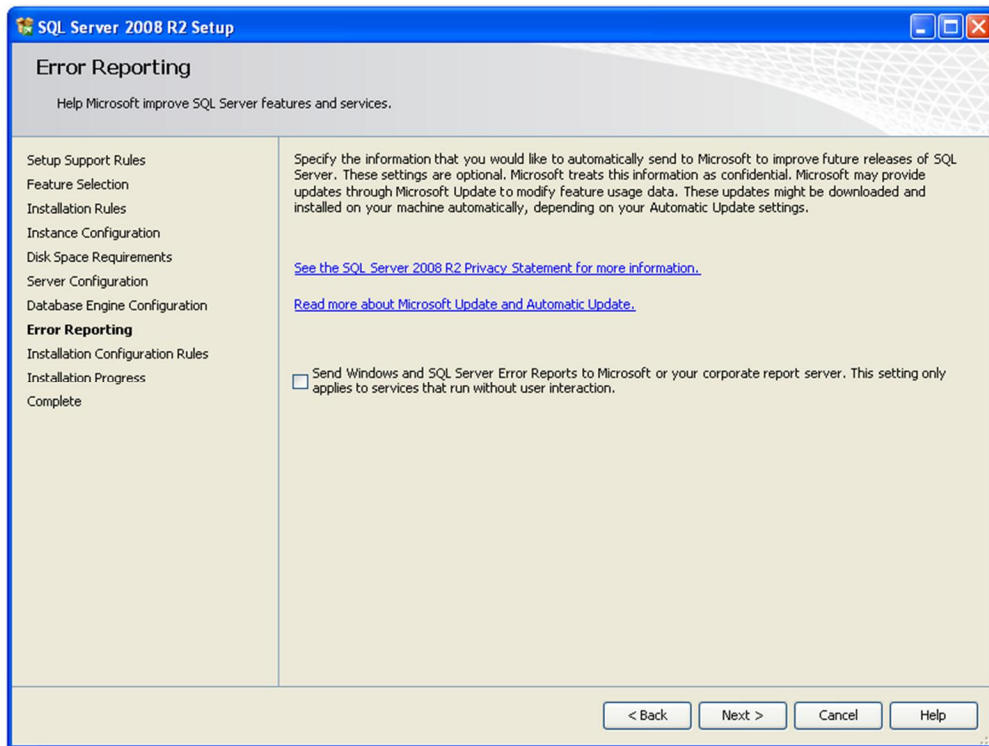 SQL Server 2008 R2 Setup
Error Reporting
Help Microsoft improve SQL Server features and services.
Setup Support Rules
Feature Selection
Installation Rules
Instance Configuration
Disk Space Requirements
Server Configuration
Database Engine Configuration
Error Reporting
Installation Configuration Rules
Installation Progress
Complete
Specify the information that you would like to automatically send to Microsoft to improve future releases of SQL
Server. These settings are optional. Microsoft treats this information as confidential. Microsoft may provide
updates through Microsoft Update to modify feature usage data. These updates might be downloaded and
installed on your machine automatically, depending on your Automatic Update settings.
See the SQL Server 2008 R2 Privacy Statement for more information.
Read more about Microsoft Update and Automatic Update.
Send Windows and SQL Server Error Reports to Microsoft or your corporate report server. This setting only
applies to services that run without user interaction.
< Back
Next >
Cancel
Help